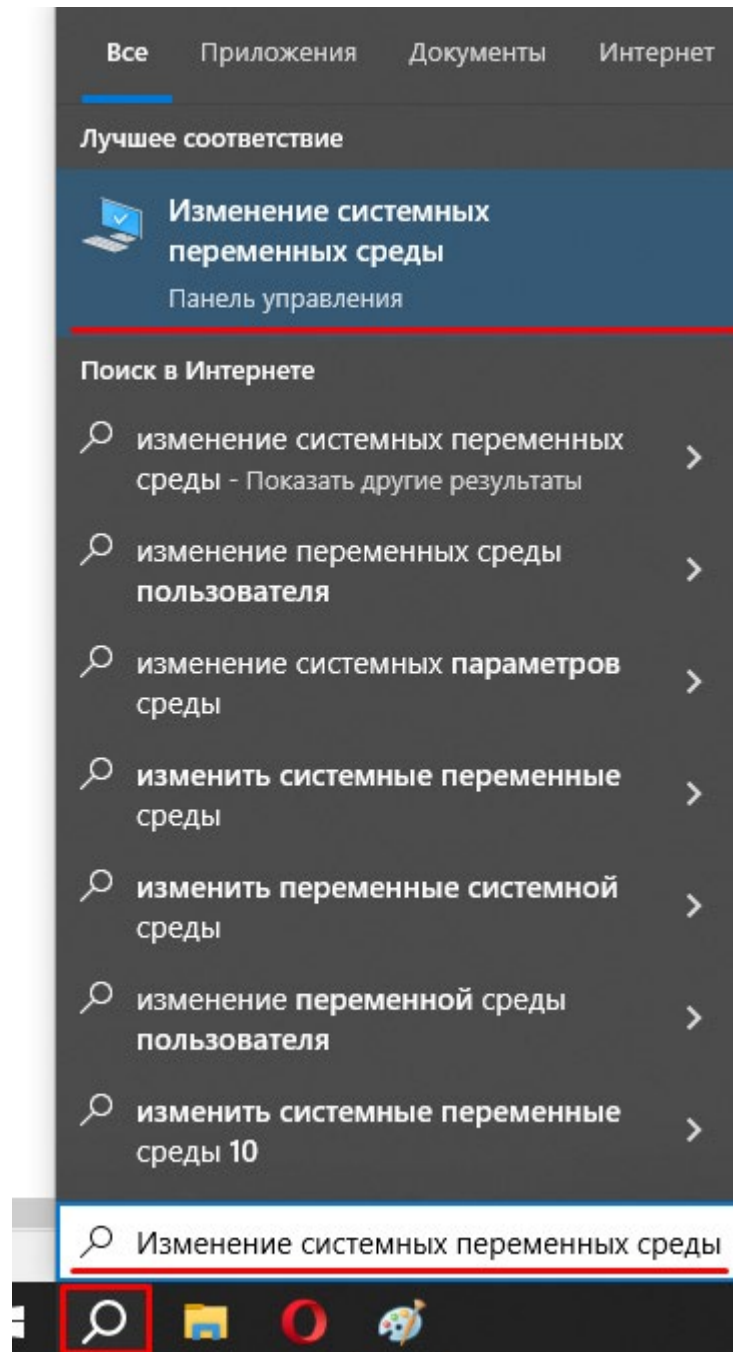 Все Приложения Документы Интернет
Лучшее соответствие
Изменение системных
переменных среды
Панель управления
Поиск в Интернете
изменение системных переменных
среды - Показать другие результаты
изменение переменных среды
пользователя
изменение системных параметров
среды
изменить системные переменные
среды
изменить переменные системной
среды
изменение переменной среды
пользователя
изменить системные переменные
среды 10
Изменение системных переменных среды